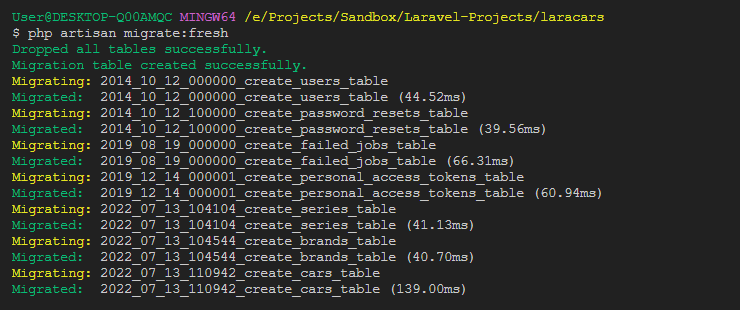 User@DESKTOP-Q00AMQC MINGW64 /e/Projects/Sandbox/Laravel-Projects/laracars
$ php artisan migrate:fresh
Dropped all tables successfully.
Migration table created successfully.
Migrating: 2014_10_12_000000_create_users_table
Migrated:  2014_10_12_000000_create_users_table (44.52ms)
Migrating: 2014_10_12_100000_create_password_resets_table
Migrated:  2014_10_12_100000_create_password_resets_table (39.56ms)
Migrating: 2019_08_19_000000_create_failed_jobs_table
Migrated:  2019_08_19_000000_create_failed_jobs_table (66.31ms)
Migrating: 2019_12_14_000001_create_personal_access_tokens_table
Migrated:  2019_12_14_000001_create_personal_access_tokens_table (60.94ms)
Migrating: 2022_07_13_104104_create_series_table
Migrated:  2022_07_13_104104_create_series_table (41.13ms)
Migrating: 2022_07_13_104544_create_brands_table
Migrated:  2022_07_13_104544_create_brands_table (40.70ms)
Migrating: 2022_07_13_110942_create_cars_table
Migrated:  2022_07_13_110942_create_cars_table (139.00ms)